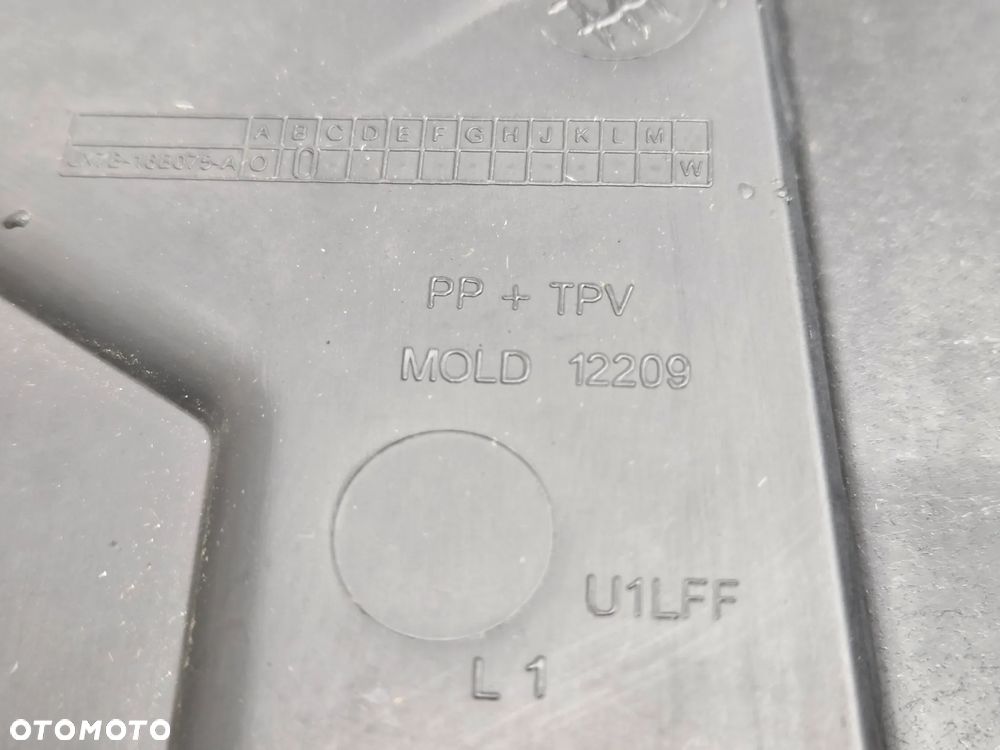 A B C D E F G H J K L M
O O W
PP + TPV
MOLD 12209
U1LFF
L 1
OTOMOTO